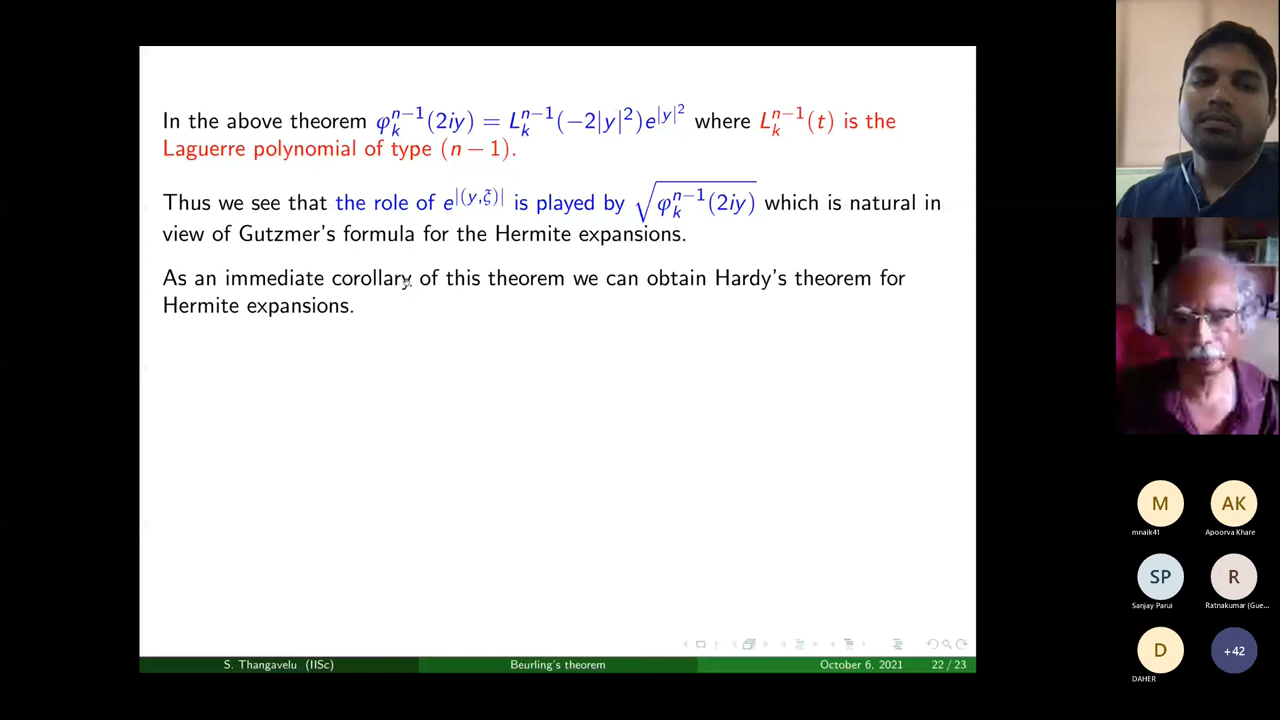 In the above theorem φ_k^{n−1}(2iy) = L_k^{n−1}(−2|y|²)e^{|y|²} where L_k^{n−1}(t) is the
Laguerre polynomial of type (n − 1).
Thus we see that the role of e^{|(y,ξ)|} is played by √(φ_k^{n−1}(2iy)) which is natural in
view of Gutzmer's formula for the Hermite expansions.
As an immediate corollary of this theorem we can obtain Hardy's theorem for
Hermite expansions.
S. Thangavelu (IISc) Beurling's theorem October 6, 2021 22 / 23
M AK
mnaik41 Apoorva Khare
SP R
Sanjay Parui Ratnakumar (Gue...
D +42
DAHER